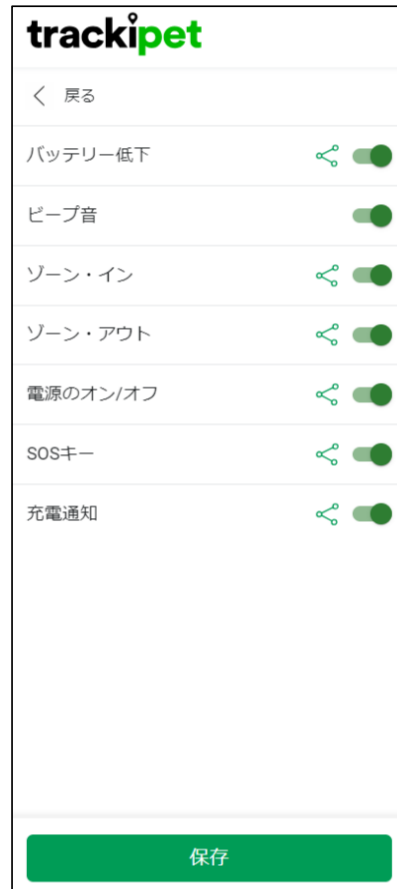 trackipet
戻る
バッテリー低下
ビープ音
ゾーン・イン
ゾーン・アウト
電源のオン/オフ
SOSキー
充電通知
保存